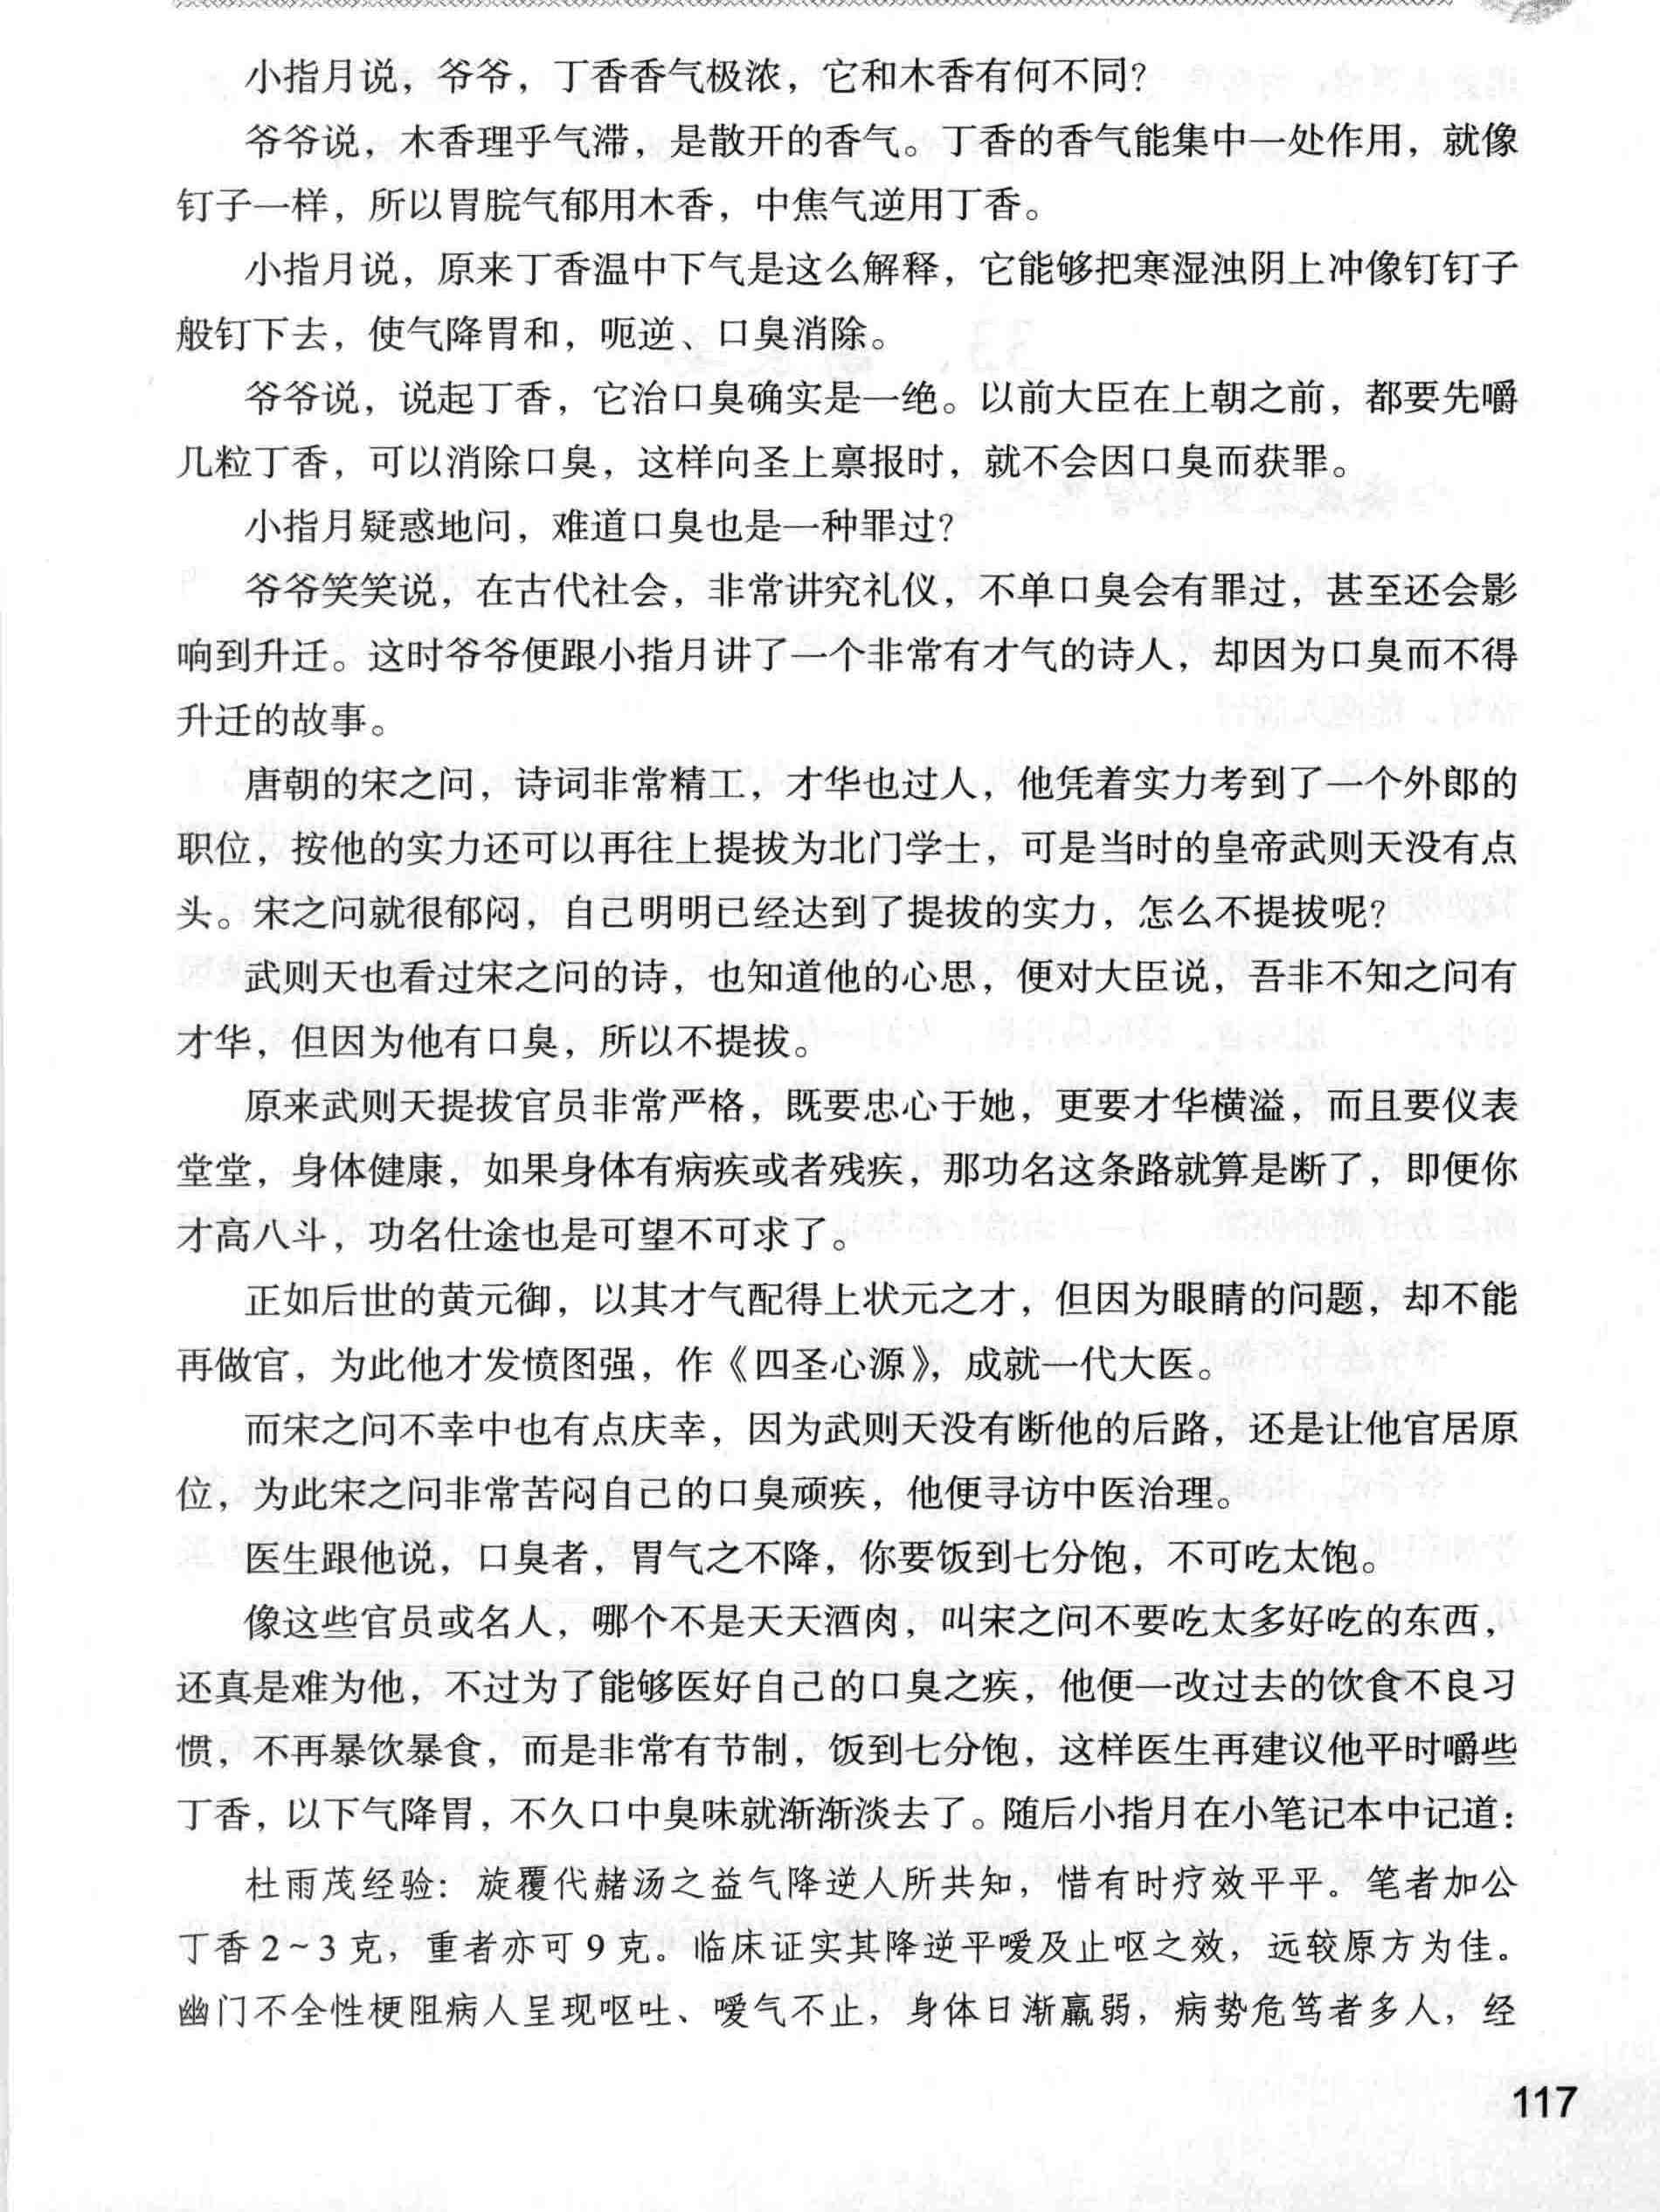 小指月说，爷爷，丁香香气极浓，它和木香有何不同？
爷爷说，木香理乎气滞，是散开的香气。丁香的香气能集中一处作用，就像
钉子一样，所以胃脘气郁用木香，中焦气逆用丁香。
小指月说，原来丁香温中下气是这么解释，它能够把寒湿浊阴上冲像钉钉子
般钉下去，使气降胃和，呃逆、口臭消除。
爷爷说，说起丁香，它治口臭确实是一绝。以前大臣在上朝之前，都要先嚼
几粒丁香，可以消除口臭，这样向圣上禀报时，就不会因口臭而获罪。
小指月疑惑地问，难道口臭也是一种罪过？
爷爷笑笑说，在古代社会，非常讲究礼仪，不单口臭会有罪过，甚至还会影
响到升迁。这时爷爷便跟小指月讲了一个非常有才气的诗人，却因为口臭而不得
升迁的故事。
唐朝的宋之问，诗词非常精工，才华也过人，他凭着实力考到了一个外郎的
职位，按他的实力还可以再往上提拔为北门学士，可是当时的皇帝武则天没有点
头。宋之问就很郁闷，自己明明已经达到了提拔的实力，怎么不提拔呢？
武则天也看过宋之问的诗，也知道他的心思，便对大臣说，吾非不知之问有
才华，但因为他有口臭，所以不提拔。
原来武则天提拔官员非常严格，既要忠心于她，更要才华横溢，而且要仪表
堂堂，身体健康，如果身体有病疾或者残疾，那功名这条路就算是断了，即便你
才高八斗，功名仕途也是可望不可求了。
正如后世的黄元御，以其才气配得上状元之才，但因为眼睛的问题，却不能
再做官，为此他才发愤图强，作《四圣心源》，成就一代大医。
而宋之问不幸中也有点庆幸，因为武则天没有断他的后路，还是让他官居原
位，为此宋之问非常苦闷自己的口臭顽疾，他便寻访中医治理。
医生跟他说，口臭者，胃气之不降，你要饭到七分饱，不可吃太饱。
像这些官员或名人，哪个不是天天酒肉，叫宋之问不要吃太多好吃的东西，
还真是难为他，不过为了能够医好自己的口臭之疾，他便一改过去的饮食不良习
惯，不再暴饮暴食，而是非常有节制，饭到七分饱，这样医生再建议他平时嚼些
丁香，以下气降胃，不久口中臭味就渐渐淡去了。随后小指月在小笔记本中记道：
杜雨茂经验：旋覆代赭汤之益气降逆人所共知，惜有时疗效平平。笔者加公
丁香2～3克，重者亦可9克。临床证实其降逆平嗳及止呕之效，远较原方为佳。
幽门不全性梗阻病人呈现呕吐、嗳气不止，身体日渐羸弱，病势危笃者多人，经
117